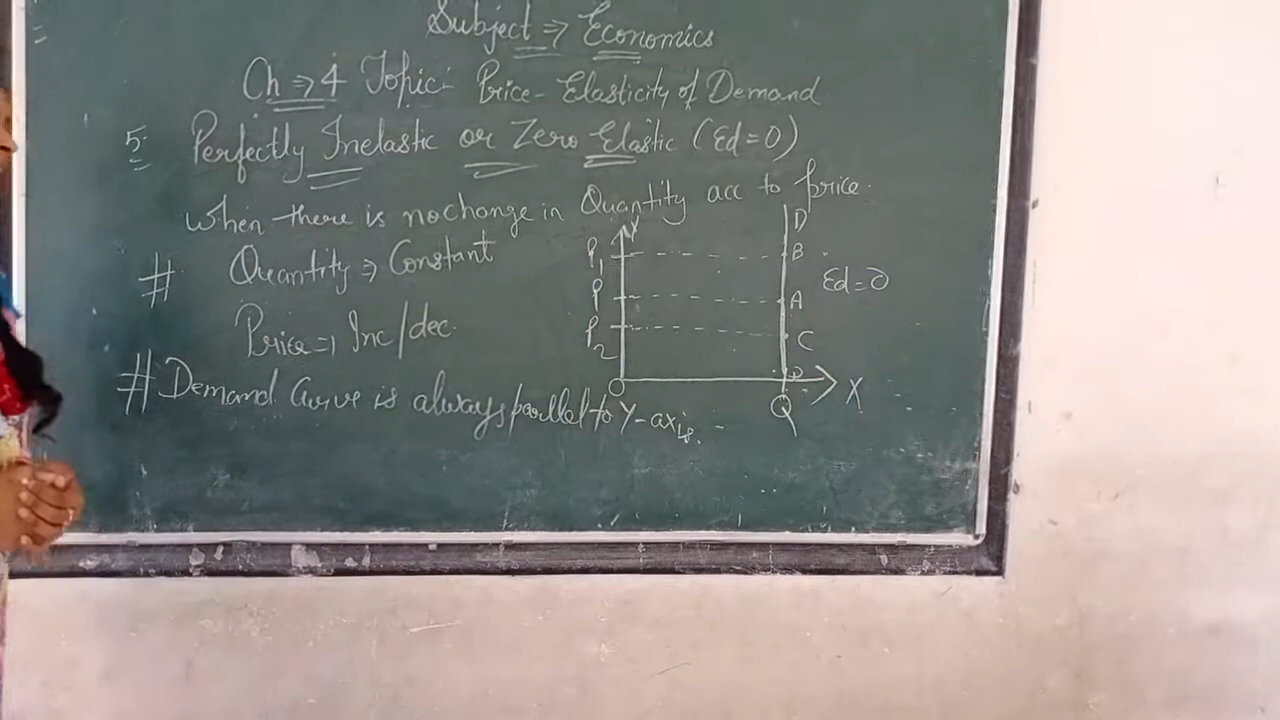 Subject ⇒ Economics
Ch ⇒ 4 Topic:- Price-Elasticity of Demand
5. Perfectly Inelastic or Zero Elastic (Ed=0)
When there is no change in Quantity acc to price.
# Quantity ⇒ Constant
Price ⇒ Inc/dec.
# Demand Curve is always parallel to Y-axis.
Y
D
P1
B
Ed=0
P
A
P2
C
O
D
X
Q